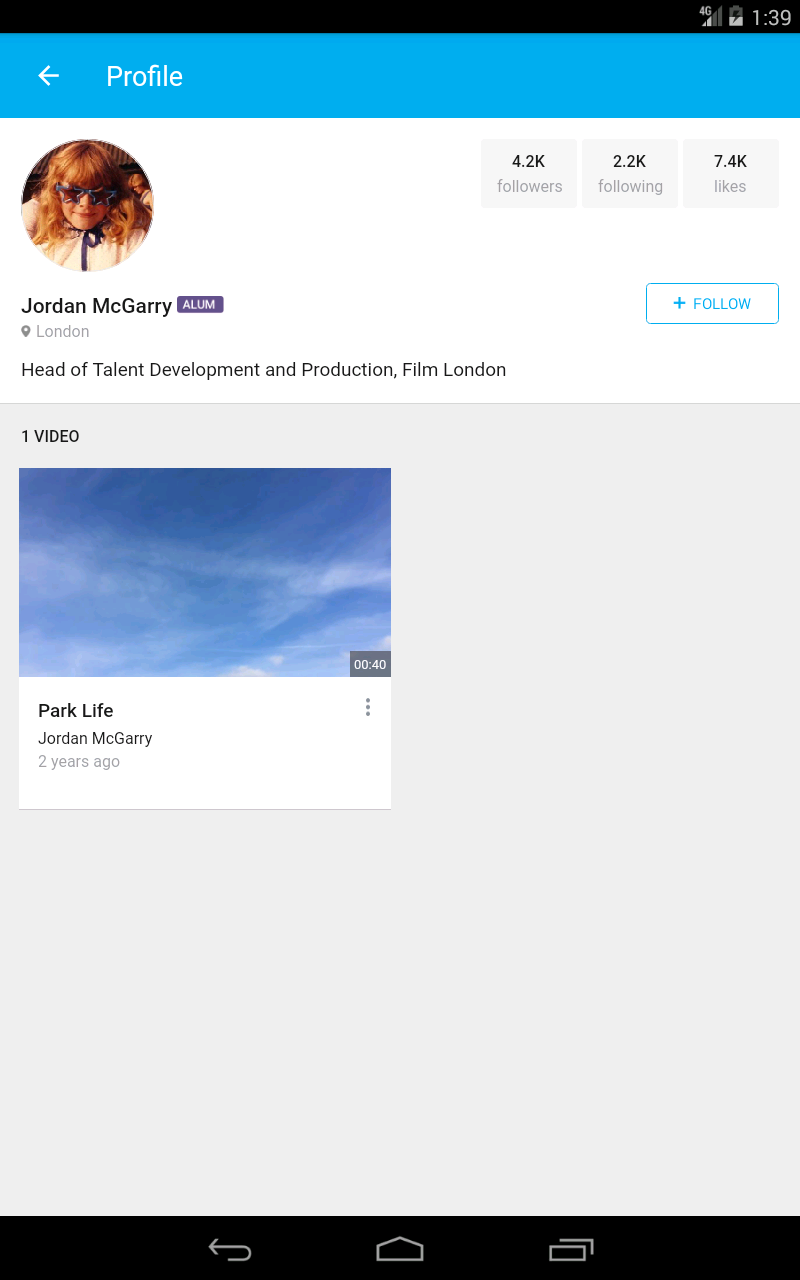 4G 1:39
Profile
4.2K 2.2K 7.4K
followers following likes
Jordan McGarry ALUM
+ FOLLOW
London
Head of Talent Development and Production, Film London
1 VIDEO
00:40
Park Life
Jordan McGarry
2 years ago